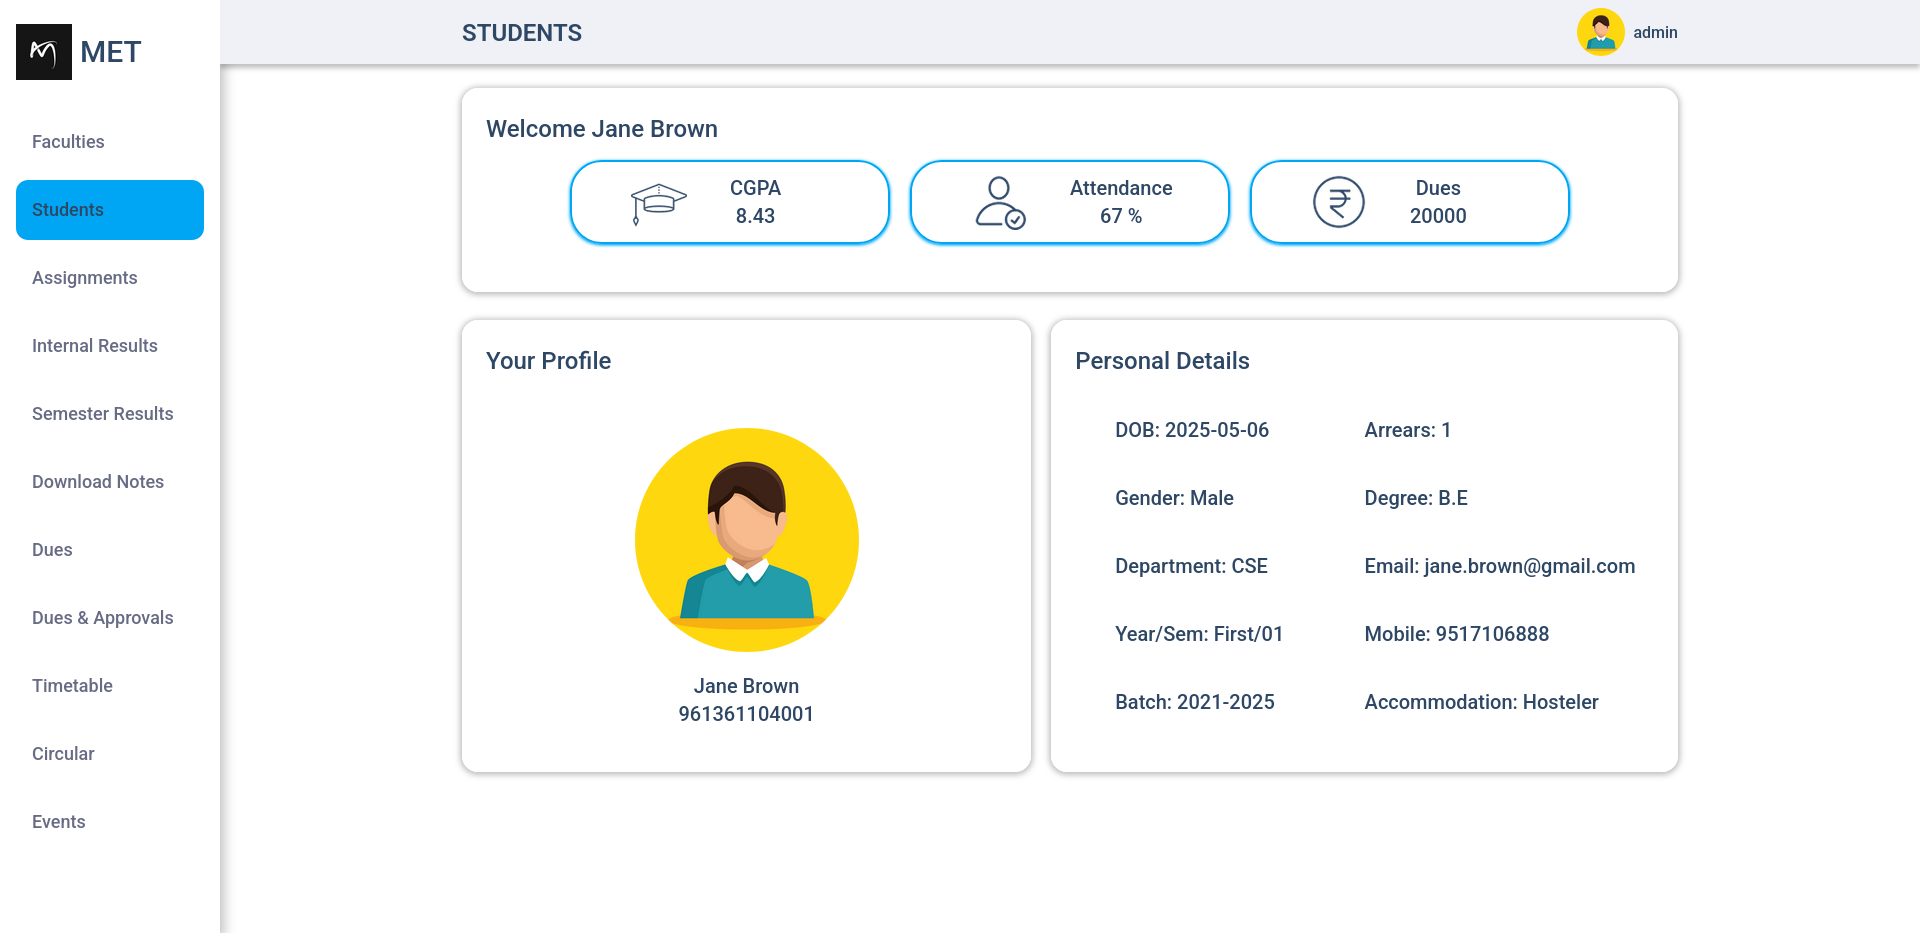 MET
Faculties
Students
Assignments
Internal Results
Semester Results
Download Notes
Dues
Dues & Approvals
Timetable
Circular
Events
STUDENTS
admin
Welcome Jane Brown
CGPA
8.43
Attendance
67 %
Dues
20000
Your Profile
Jane Brown
961361104001
Personal Details
DOB: 2025-05-06
Arrears: 1
Gender: Male
Degree: B.E
Department: CSE
Email: jane.brown@gmail.com
Year/Sem: First/01
Mobile: 9517106888
Batch: 2021-2025
Accommodation: Hosteler